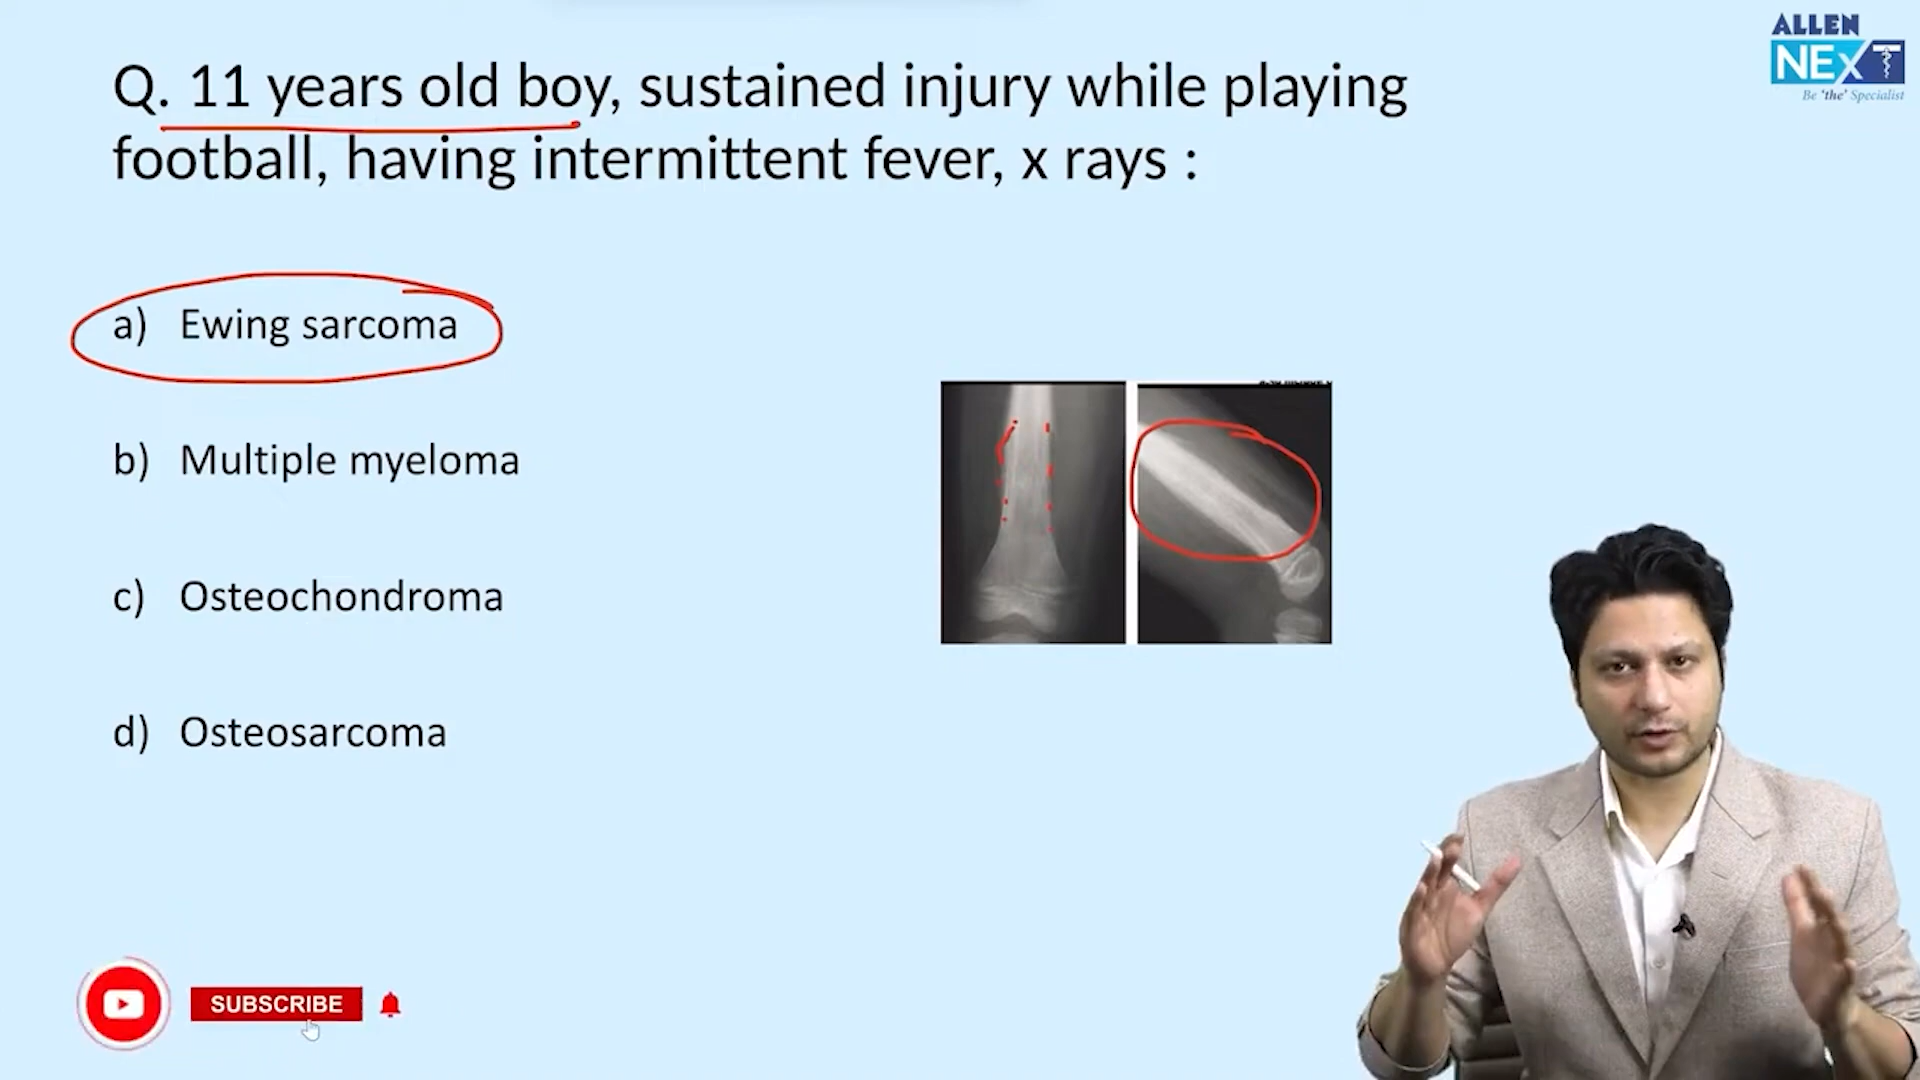 ALLEN
NEXT
Be 'the' Specialist
Q. 11 years old boy, sustained injury while playing
football, having intermittent fever, x rays :
a) Ewing sarcoma
b) Multiple myeloma
c) Osteochondroma
d) Osteosarcoma
SUBSCRIBE